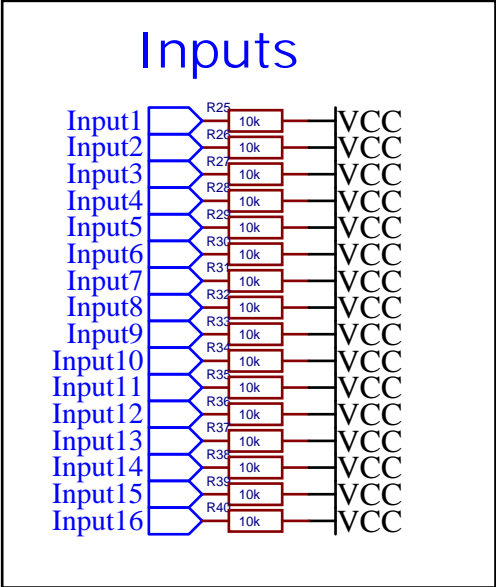 Inputs
R25
Input1 10k VCC
R26
Input2 10k VCC
R27
Input3 10k VCC
R28
Input4 10k VCC
R29
Input5 10k VCC
R30
Input6 10k VCC
R31
Input7 10k VCC
R32
Input8 10k VCC
R33
Input9 10k VCC
R34
Input10 10k VCC
R35
Input11 10k VCC
R36
Input12 10k VCC
R37
Input13 10k VCC
R38
Input14 10k VCC
R39
Input15 10k VCC
R40
Input16 10k VCC